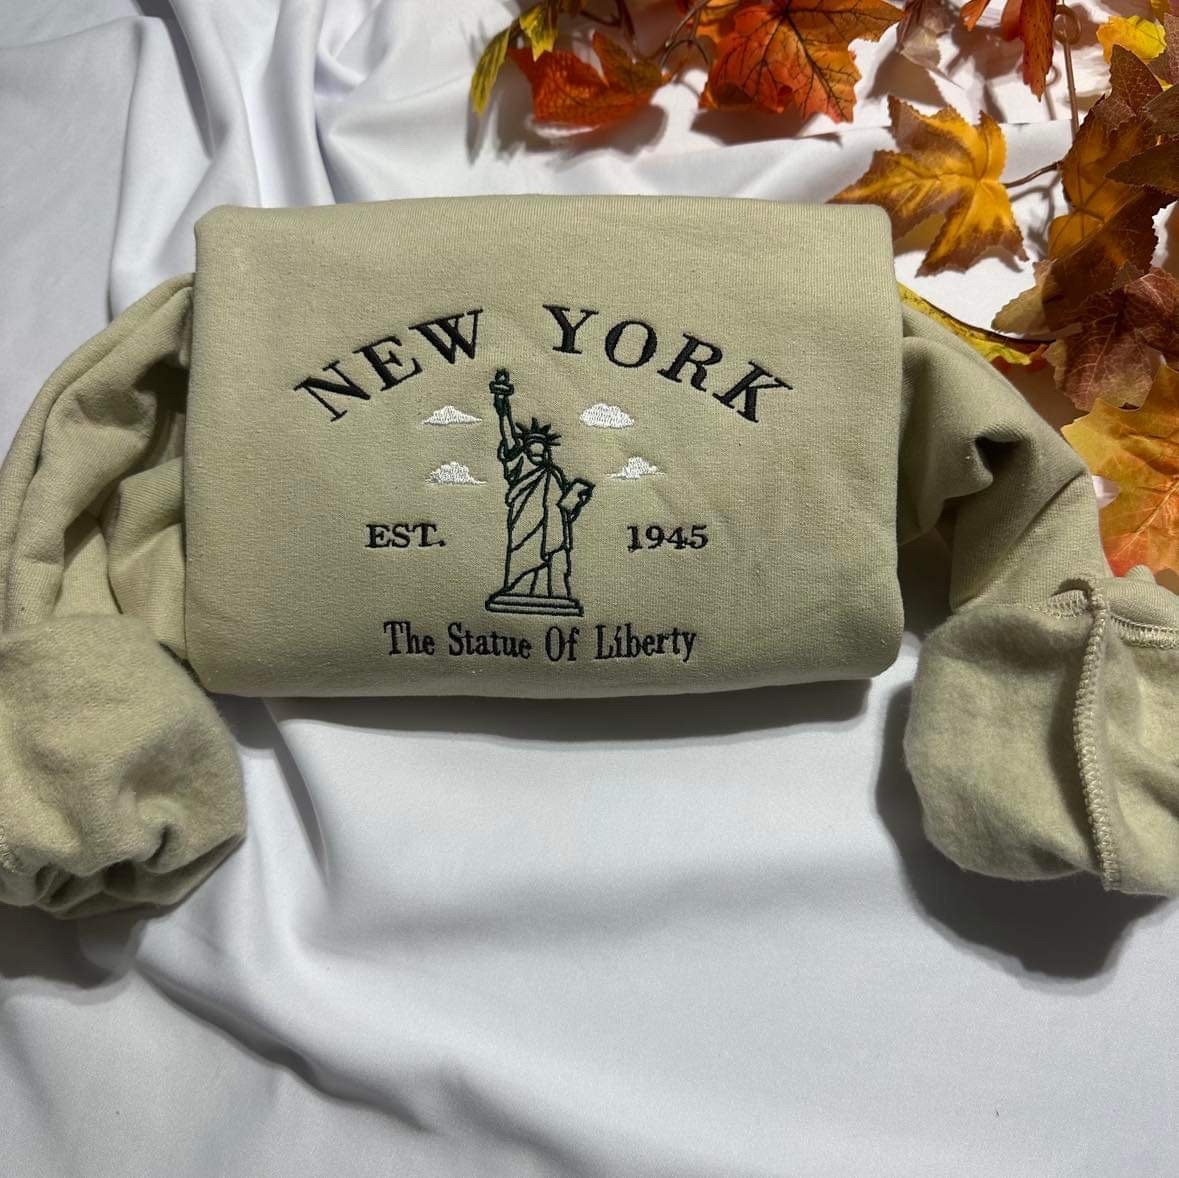 NEW YORK
EST. 1945
The Statue Of Liberty